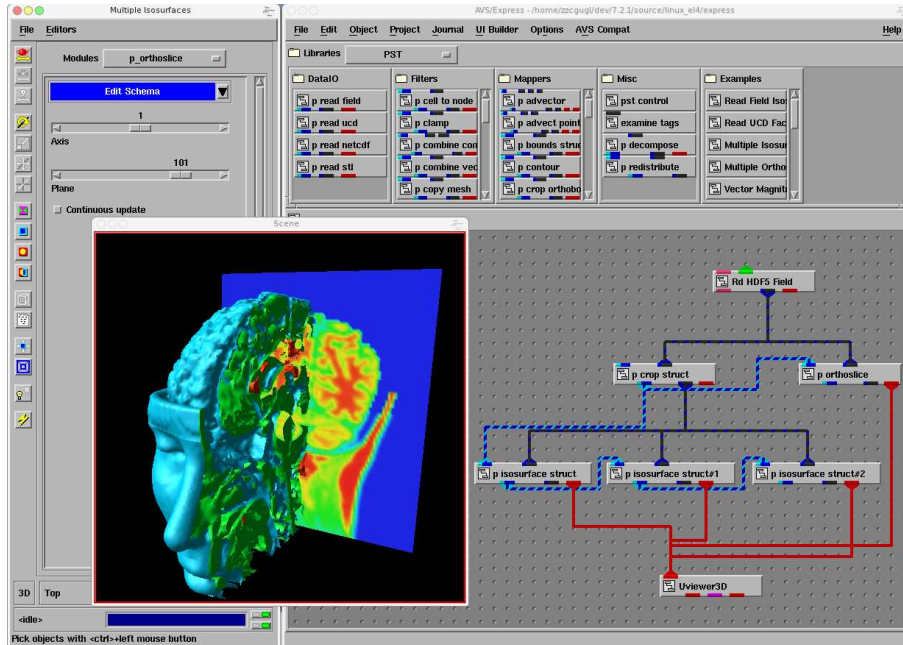 Multiple Isosurfaces
File Editors
Modules p_orthoslice
Edit Schema
1
Axis
101
Plane
Continuous update
3D Top
<idle>
Pick objects with <ctrl>+left mouse button
Scene
AVS/Express - /home/zzcgugl/dev/7.2.1/source/linux_el4/express
File Edit Object Project Journal UI Builder Options AVS Compat Help
Libraries PST
DataIO
p read field
p read ucd
p read netcdf
p read stl
Filters
p cell to node
p clamp
p combine con
p combine vec
p copy mesh
Mappers
p advector
p advect point
p bounds struc
p contour
p crop orthobo
Misc
pst control
examine tags
p decompose
p redistribute
Examples
Read Field Iso
Read UCD Fac
Multiple Isosur
Multiple Ortho
Vector Magnit
Rd HDF5 Field
p crop struct
p orthoslice
p isosurface struct
p isosurface struct#1
p isosurface struct#2
Uviewer3D